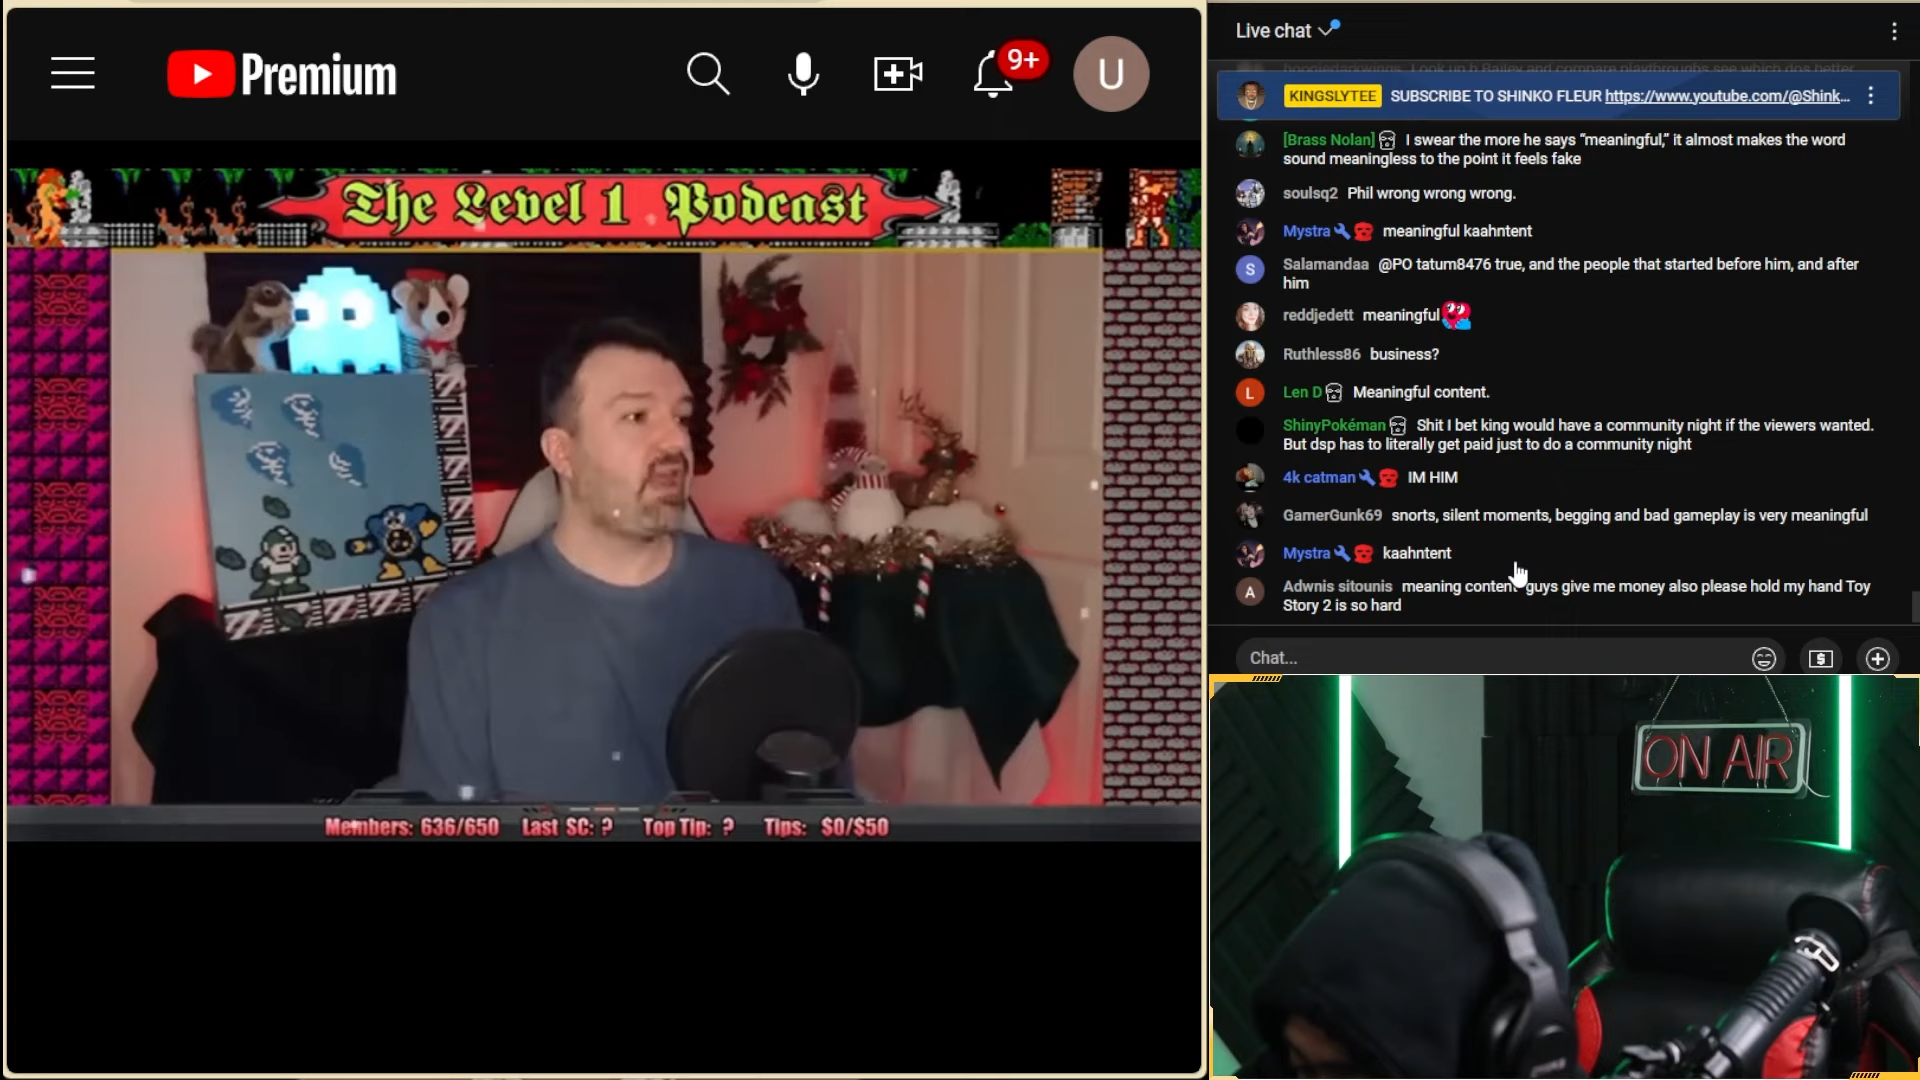 Premium
9+
U
The Level 1 Podcast
Members: 636/650 Last SC: ? Top Tip: ? Tips: $0/$50
Live chat
KINGSLYTEE SUBSCRIBE TO SHINKO FLEUR https://www.youtube.com/@Shink...
[Brass Nolan] I swear the more he says “meaningful,” it almost makes the word
sound meaningless to the point it feels fake
soulsq2 Phil wrong wrong wrong.
Mystra meaningful kaahntent
S
Salamandaa @PO tatum8476 true, and the people that started before him, and after
him
reddjedett meaningful
Ruthless86 business?
L
Len D Meaningful content.
ShinyPokéman Shit I bet king would have a community night if the viewers wanted.
But dsp has to literally get paid just to do a community night
4k catman IM HIM
GamerGunk69 snorts, silent moments, begging and bad gameplay is very meaningful
Mystra kaahntent
A
Adwnis sitounis meaning content guys give me money also please hold my hand Toy
Story 2 is so hard
Chat...
ON AIR